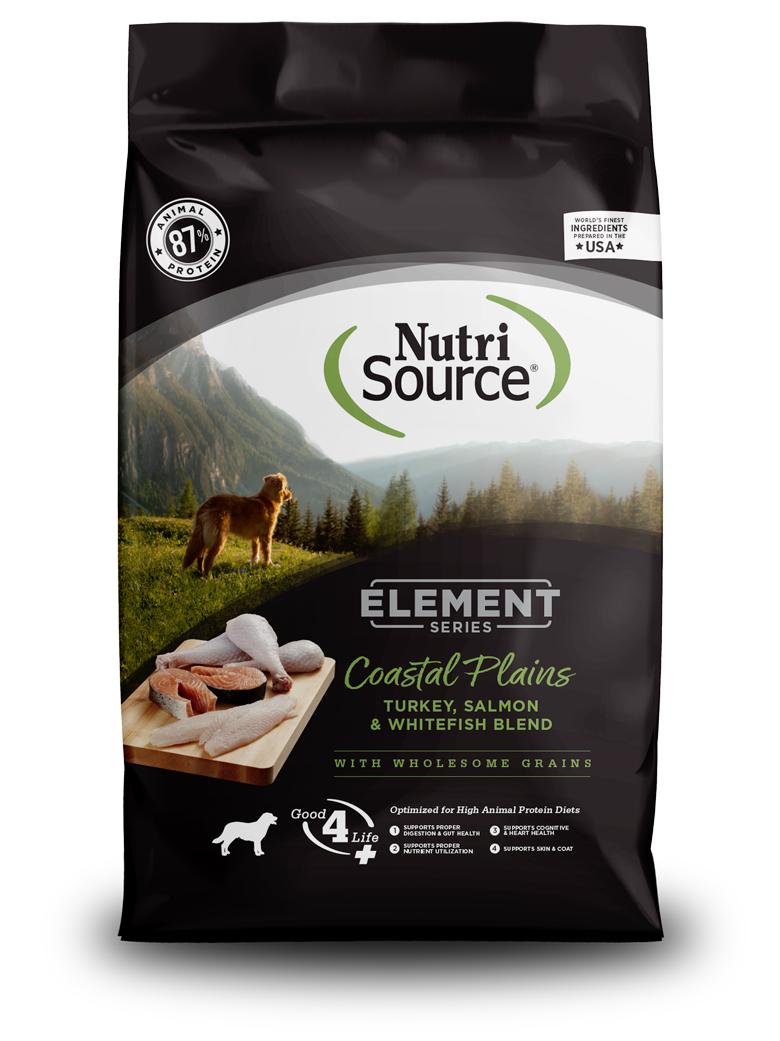 ANIMAL
87%
PROTEIN
WORLD'S FINEST
INGREDIENTS
PREPARED IN THE
★USA★
Nutri
Source®
ELEMENT
SERIES
Coastal Plains
TURKEY, SALMON
& WHITEFISH BLEND
WITH WHOLESOME GRAINS
Good
4
Life
+
Optimized for High Animal Protein Diets
1 SUPPORTS PROPER
DIGESTION & GUT HEALTH
2 SUPPORTS PROPER
NUTRIENT UTILIZATION
3 SUPPORTS COGNITIVE
& HEART HEALTH
4 SUPPORTS SKIN & COAT